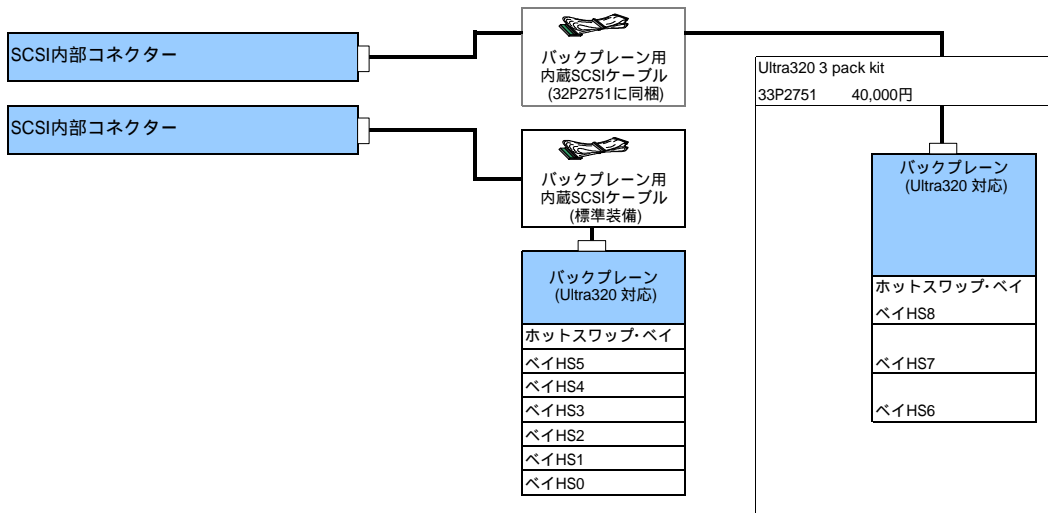 SCSI内部コネクター
バックプレーン用
内蔵SCSIケーブル
(32P2751に同梱)
Ultra320 3 pack kit
33P2751 40,000円
SCSI内部コネクター
バックプレーン用
内蔵SCSIケーブル
(標準装備)
バックプレーン
(Ultra320 対応)
ホットスワップ・ベイ
ベイHS5
ベイHS4
ベイHS3
ベイHS2
ベイHS1
ベイHS0
バックプレーン
(Ultra320 対応)
ホットスワップ・ベイ
ベイHS8
ベイHS7
ベイHS6